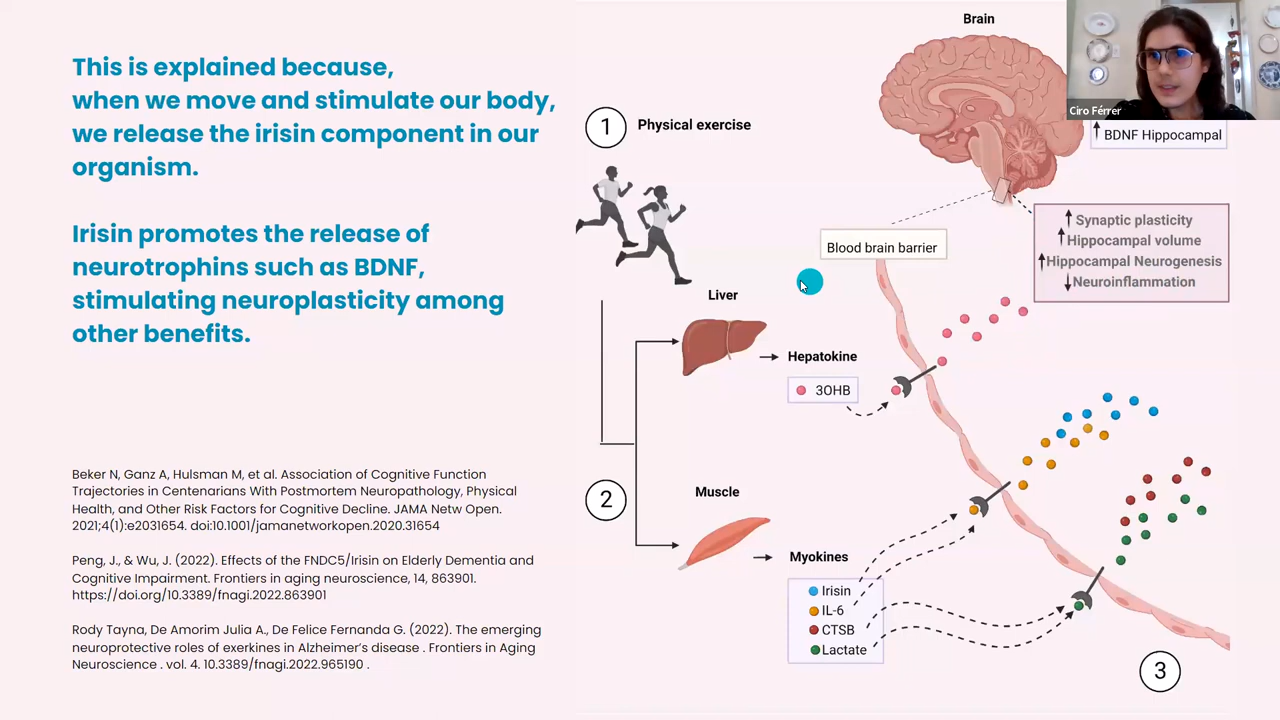 This is explained because,
when we move and stimulate our body,
we release the irisin component in our
organism.
Irisin promotes the release of
neurotrophins such as BDNF,
stimulating neuroplasticity among
other benefits.
Beker N, Ganz A, Hulsman M, et al. Association of Cognitive Function
Trajectories in Centenarians With Postmortem Neuropathology, Physical
Health, and Other Risk Factors for Cognitive Decline. JAMA Netw Open.
2021;4(1):e2031654. doi:10.1001/jamanetworkopen.2020.31654
Peng, J., & Wu, J. (2022). Effects of the FNDC5/Irisin on Elderly Dementia and
Cognitive Impairment. Frontiers in aging neuroscience, 14, 863901.
https://doi.org/10.3389/fnagi.2022.863901
Rody Tayna, De Amorim Julia A., De Felice Fernanda G. (2022). The emerging
neuroprotective roles of exerkines in Alzheimer's disease . Frontiers in Aging
Neuroscience . vol. 4. 10.3389/fnagi.2022.965190 .
Brain
Ciro Férrer
1 Physical exercise
↑ BDNF Hippocampal
↑ Synaptic plasticity
↑ Hippocampal volume
↑ Hippocampal Neurogenesis
↓ Neuroinflammation
Blood brain barrier
Liver
Hepatokine
3OHB
2
Muscle
Myokines
Irisin
IL-6
CTSB
Lactate
3